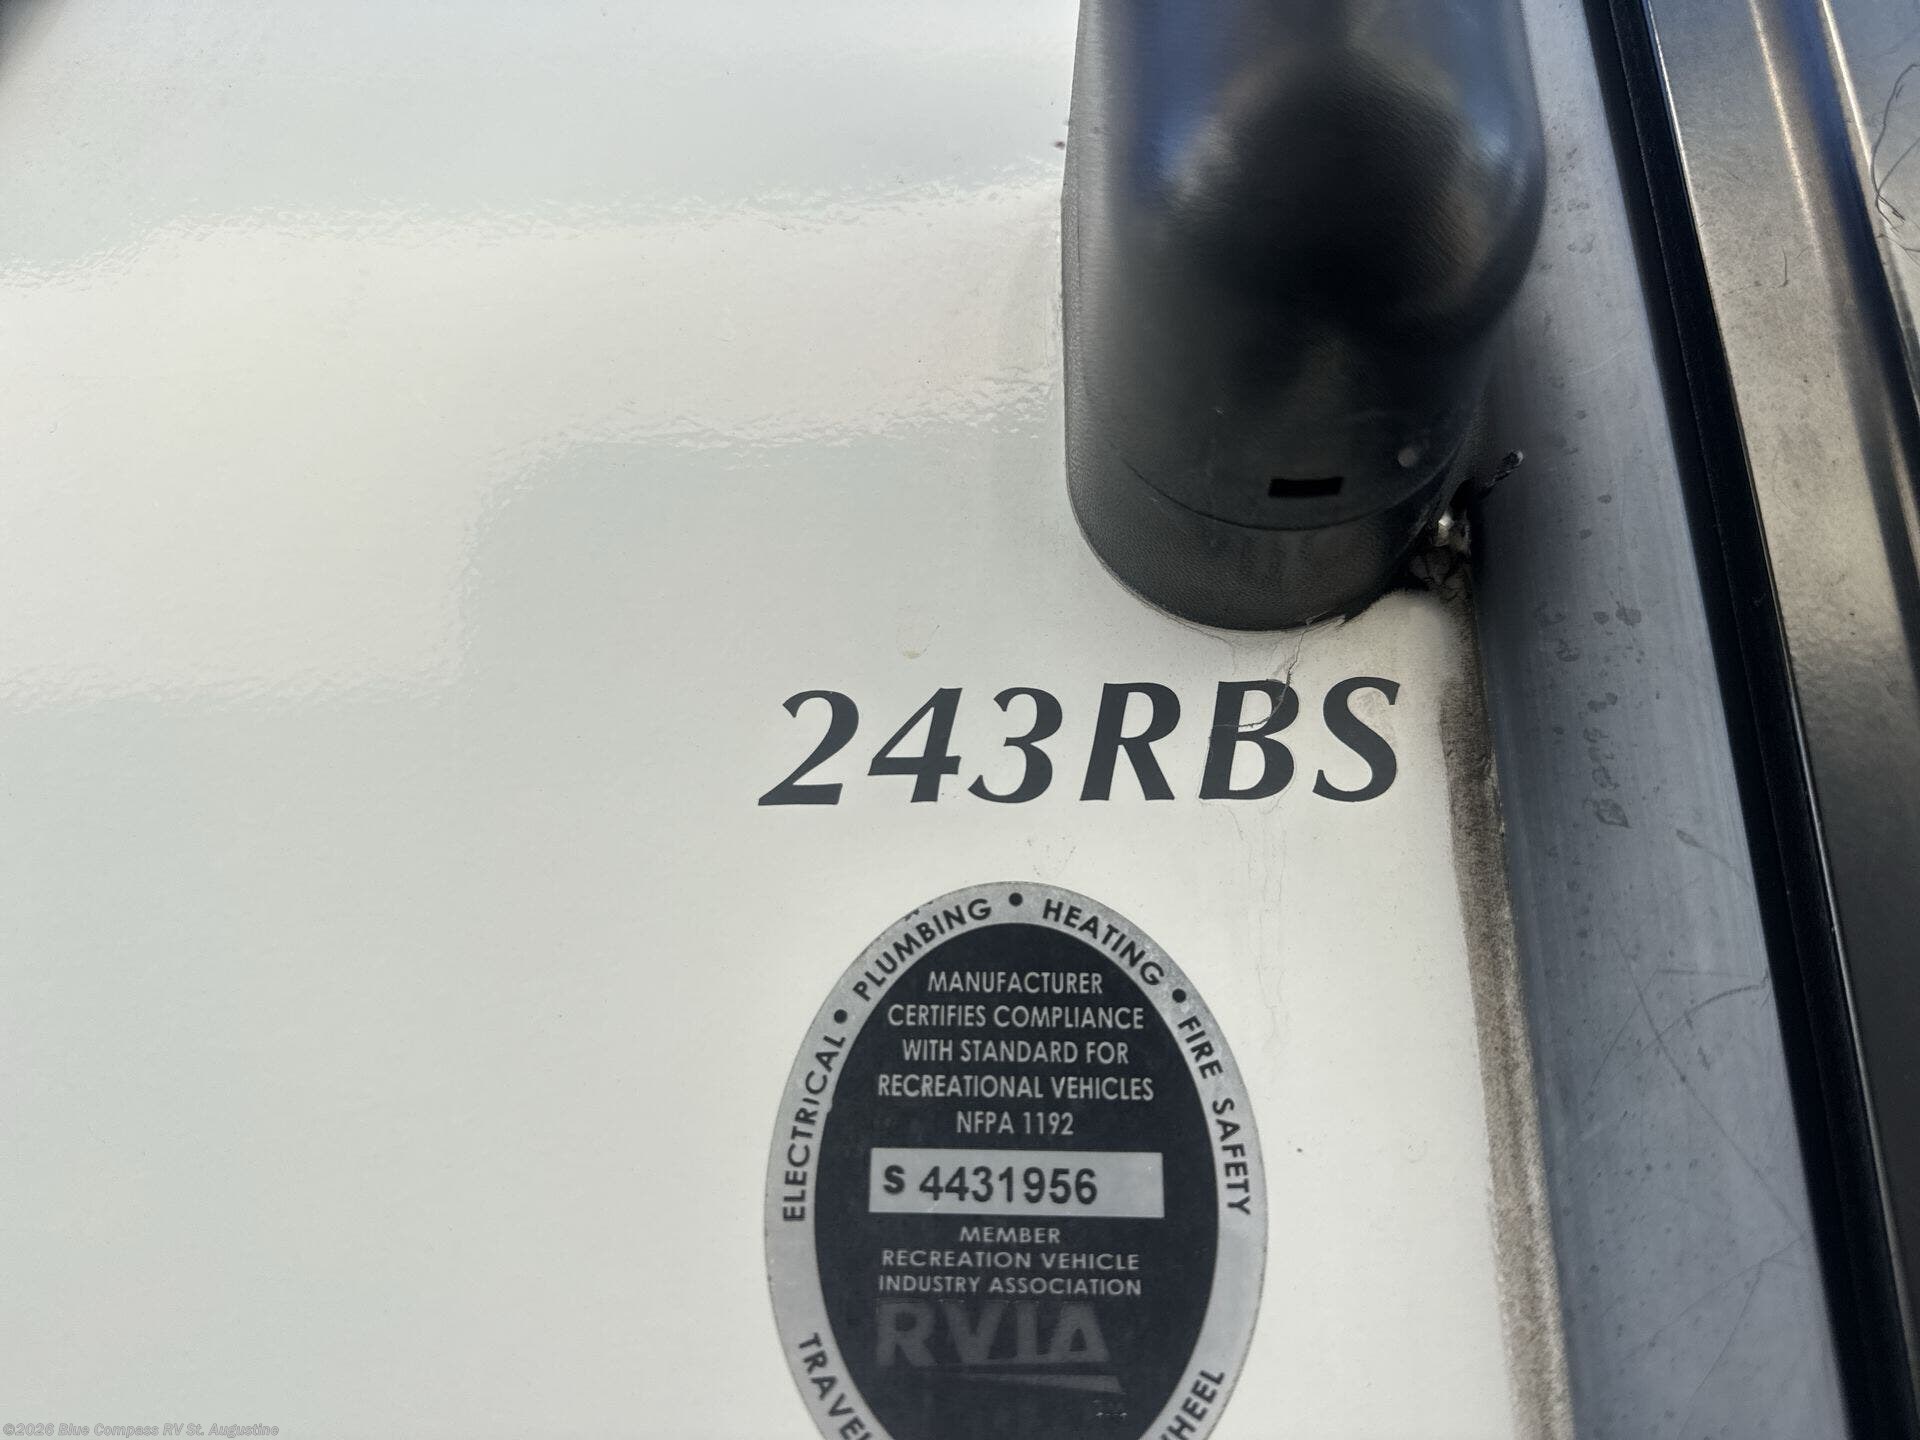 243RBS
ELECTRICAL • PLUMBING • HEATING • FIRE SAFETY
MANUFACTURER
CERTIFIES COMPLIANCE
WITH STANDARD FOR
RECREATIONAL VEHICLES
NFPA 1192
S 4431956
MEMBER
RECREATION VEHICLE
INDUSTRY ASSOCIATION
RVIA
TM
©2026 Blue Compass RV St. Augustine